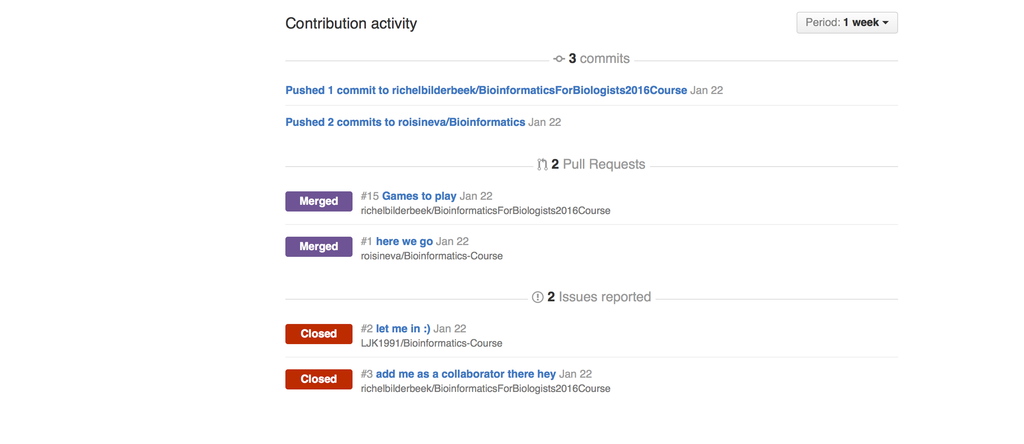 Contribution activity
Period: 1 week
3 commits
Pushed 1 commit to richelbilderbeek/BioinformaticsForBiologists2016Course Jan 22
Pushed 2 commits to roisineva/Bioinformatics Jan 22
2 Pull Requests
Merged
#15 Games to play Jan 22
richelbilderbeek/BioinformaticsForBiologists2016Course
Merged
#1 here we go Jan 22
roisineva/Bioinformatics-Course
2 Issues reported
Closed
#2 let me in :) Jan 22
LJK1991/Bioinformatics-Course
Closed
#3 add me as a collaborator there hey Jan 22
richelbilderbeek/BioinformaticsForBiologists2016Course